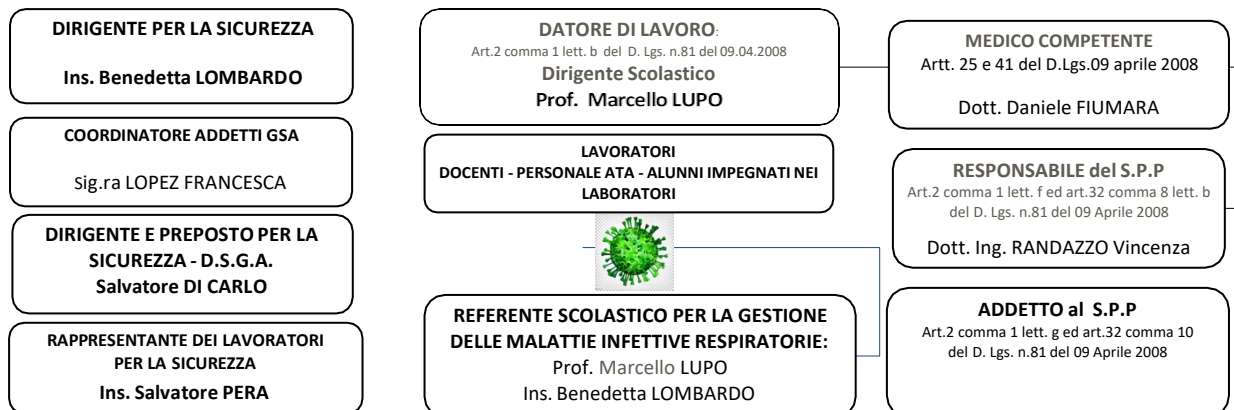 DIRIGENTE PER LA SICUREZZA
Ins. Benedetta LOMBARDO
COORDINATORE ADDETTI GSA
Sig.ra LOPEZ FRANCESCA
DIRIGENTE E PREPOSTO PER LA
SICUREZZA - D.S.G.A.
Salvatore DI CARLO
RAPPRESENTANTE DEI LAVORATORI
PER LA SICUREZZA
Ins. Salvatore PERA
DATORE DI LAVORO:
Art.2 comma 1 lett. b del D. Lgs. n.81 del 09.04.2008
Dirigente Scolastico
Prof. Marcello LUPO
LAVORATORI
DOCENTI - PERSONALE ATA - ALUNNI IMPEGNATI NEI
LABORATORI
REFERENTE SCOLASTICO PER LA GESTIONE
DELLE MALATTIE INFETTIVE RESPIRATORIE:
Prof. Marcello LUPO
Ins. Benedetta LOMBARDO
MEDICO COMPETENTE
Artt. 25 e 41 del D.Lgs.09 aprile 2008
Dott. Daniele FIUMARA
RESPONSABILE del S.P.P
Art.2 comma 1 lett. f ed art.32 comma 8 lett. b
del D. Lgs. n.81 del 09 Aprile 2008
Dott. Ing. RANDAZZO Vincenza
ADDETTO al S.P.P
Art.2 comma 1 lett. g ed art.32 comma 10
del D. Lgs. n.81 del 09 Aprile 2008